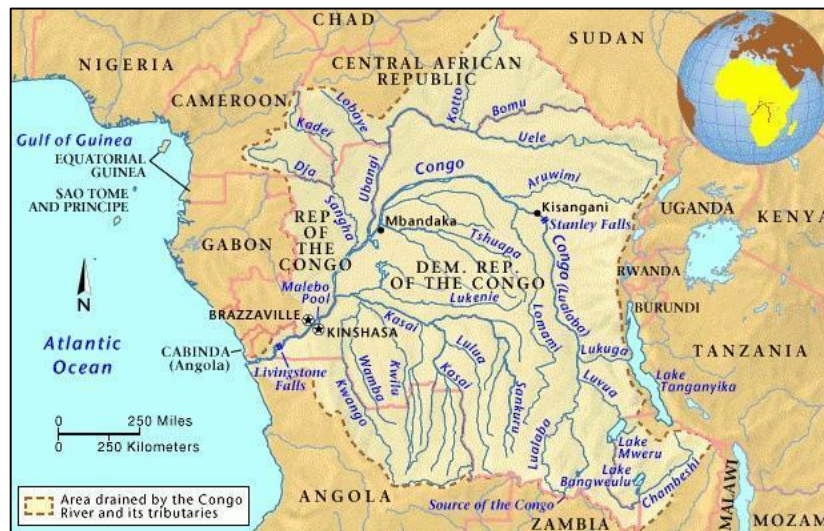 CHAD
SUDAN
NIGERIA
CENTRAL AFRICAN
REPUBLIC
CAMEROON
Lobaye
Kotto
Bomu
Kadei
Uele
Gulf of Guinea
EQUATORIAL
GUINEA
Dja
Ubangi
Congo
Aruwimi
SAO TOME
AND PRINCIPE
Sangha
Mbandaka
Kisangani
Stanley Falls
UGANDA
KENYA
REP
OF
THE
CONGO
GABON
Tshuapa
Congo (Lualaba)
DEM. REP.
OF THE CONGO
RWANDA
N
Malebo
Pool
Lukenie
BURUNDI
BRAZZAVILLE
KINSHASA
Kasai
Lomami
Atlantic
Ocean
CABINDA
(Angola)
Lulua
Lukuga
TANZANIA
Livingstone
Falls
Wamba
Kwilu
Kasai
Luvua
Lake
Tanganyika
Kwango
Sankuru
0 250 Miles
0 250 Kilometers
Lualaba
Lake
Mweru
Lake
Bangweulu
Chambeshi
MALAWI
Area drained by the Congo
River and its tributaries
ANGOLA
Source of the Congo
ZAMBIA
MOZAM